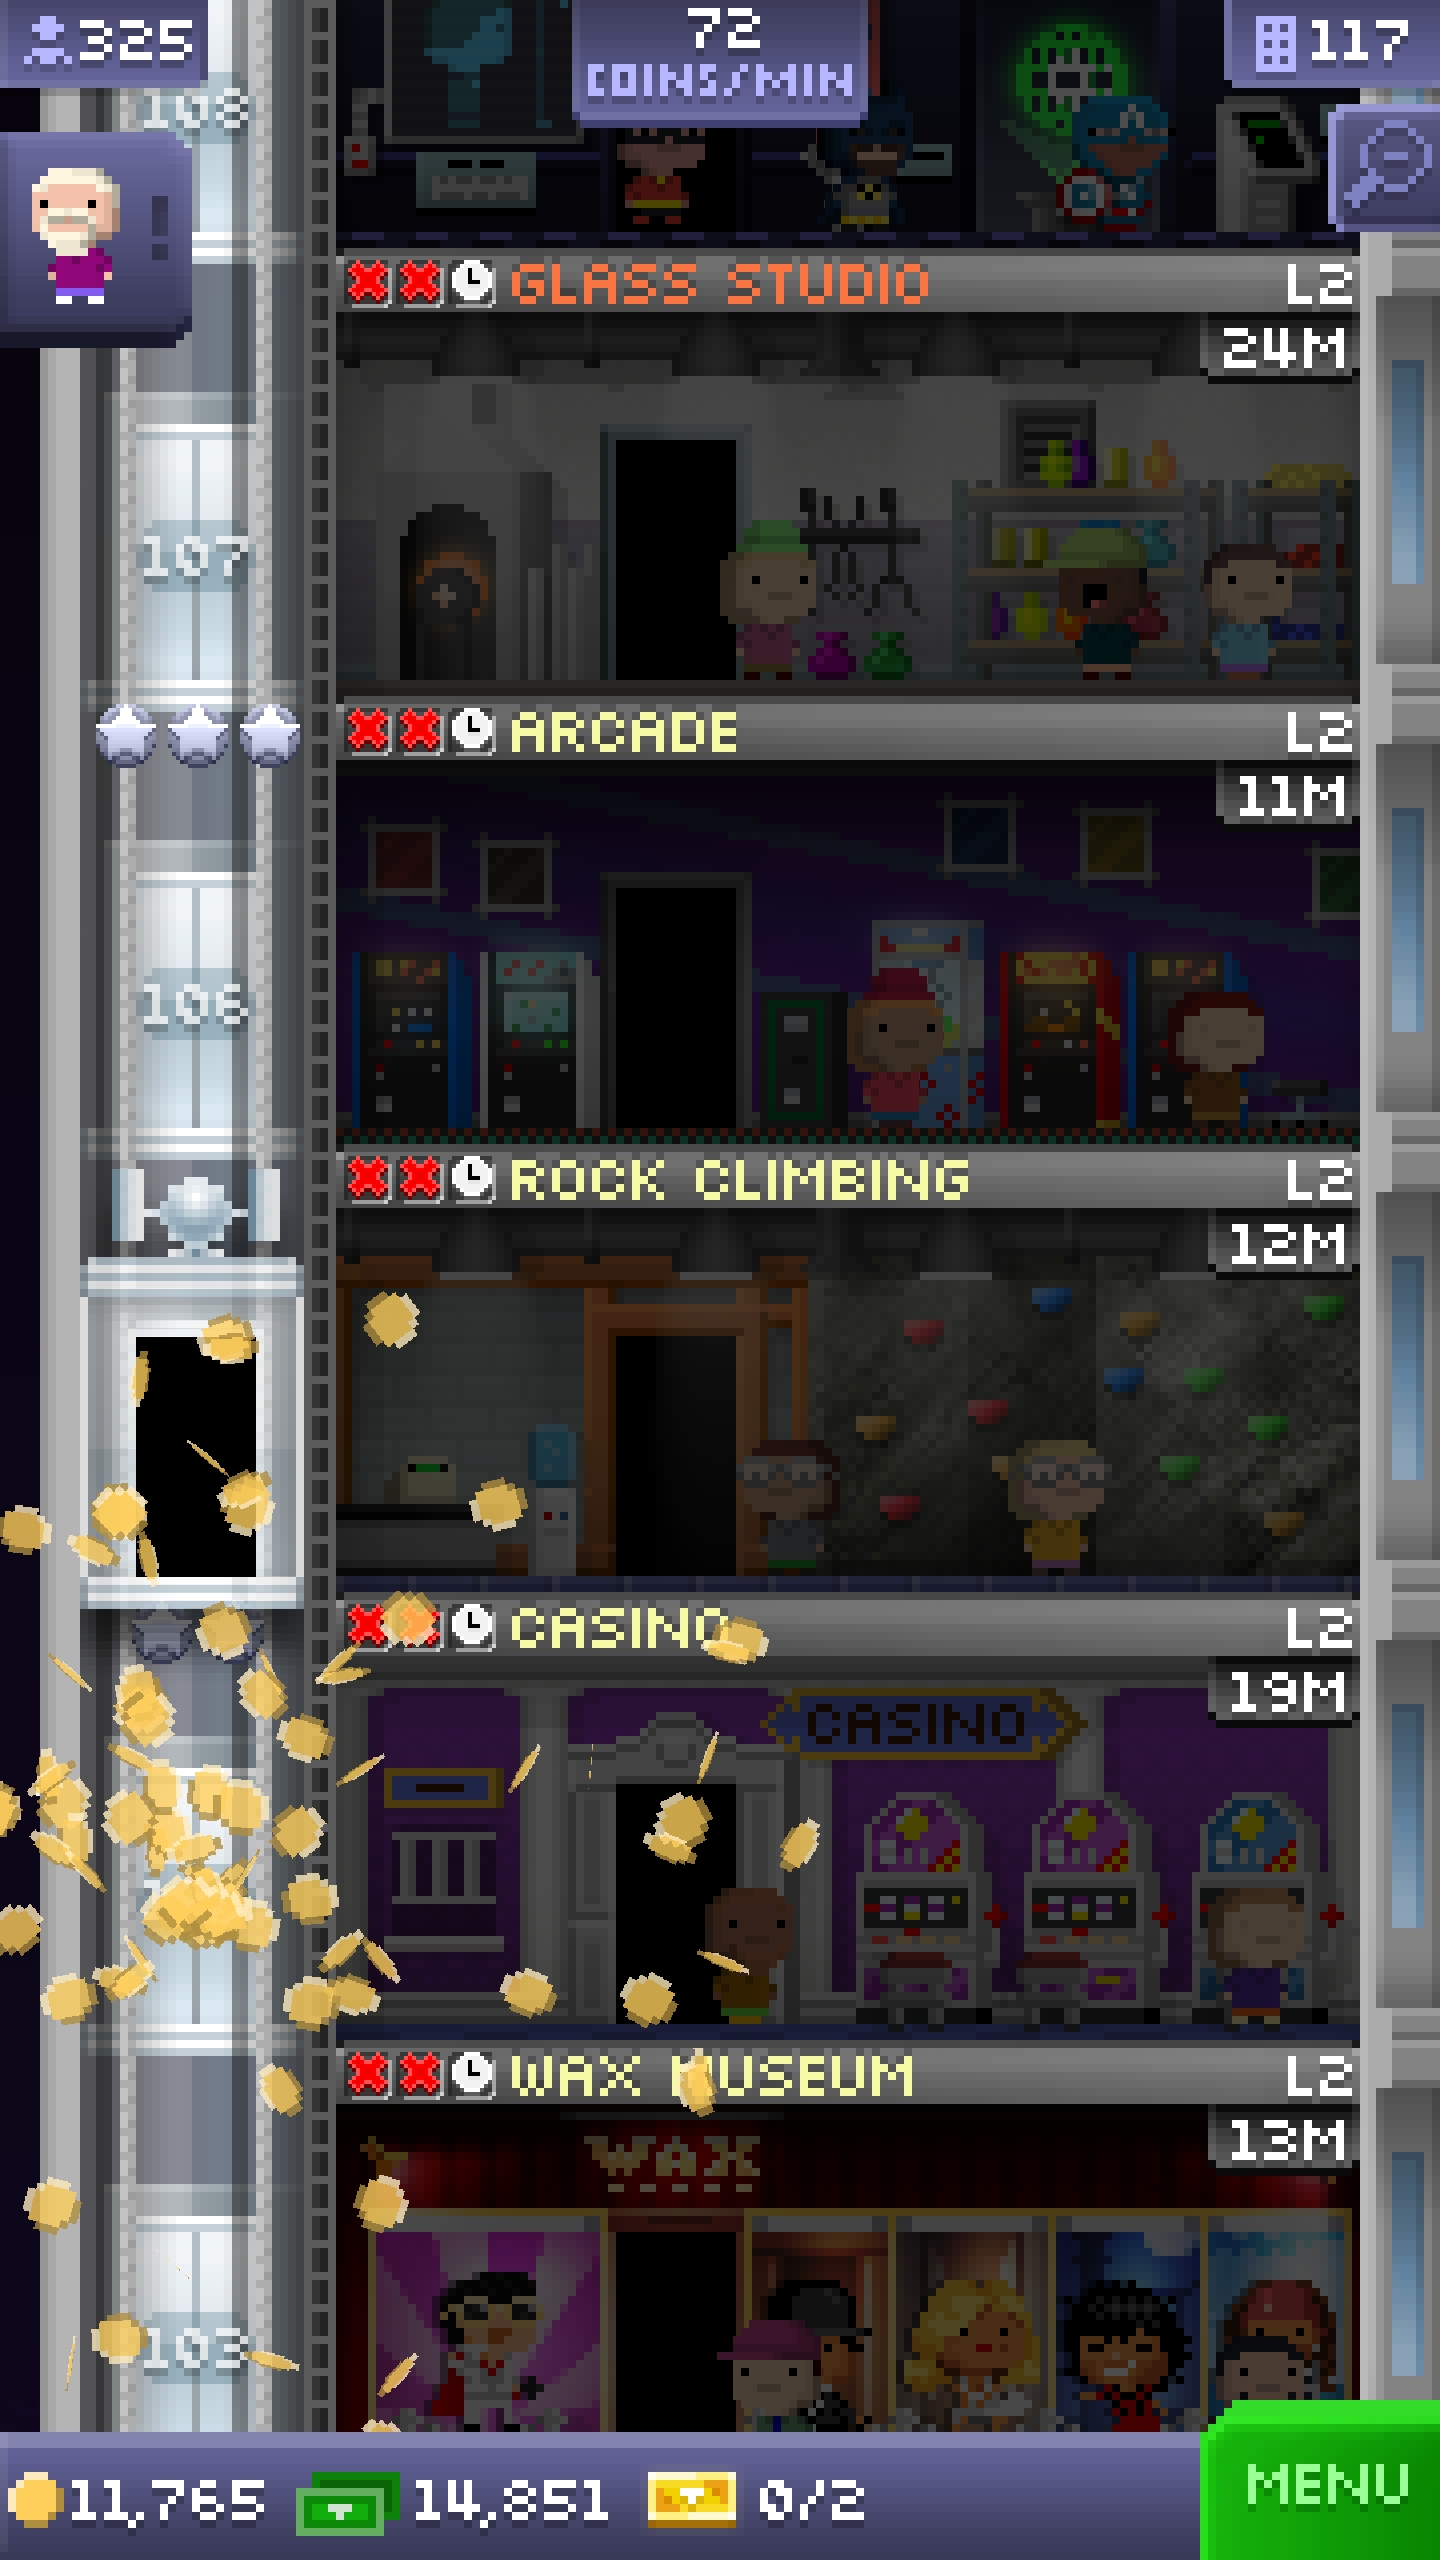 325
72
COINS/MIN
117
108
GLASS STUDIO
L2
24M
107
ARCADE
L2
11M
106
ROCK CLIMBING
L2
12M
CASINO
L2
19M
CASINO
WAX MUSEUM
L2
13M
WAX
103
11,765
14,851
0/2
MENU